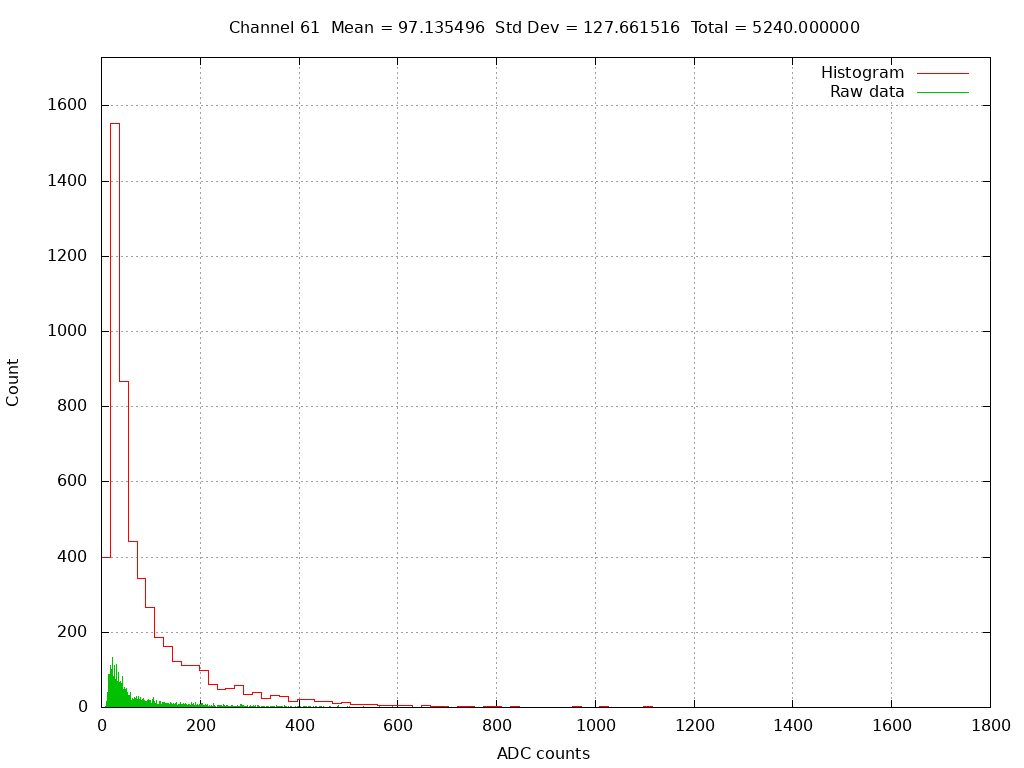 Channel 61  Mean = 97.135496  Std Dev = 127.661516  Total = 5240.000000
Histogram
Raw data
1600
1400
1200
1000
800
600
400
200
0
Count
0 200 400 600 800 1000 1200 1400 1600 1800
ADC counts